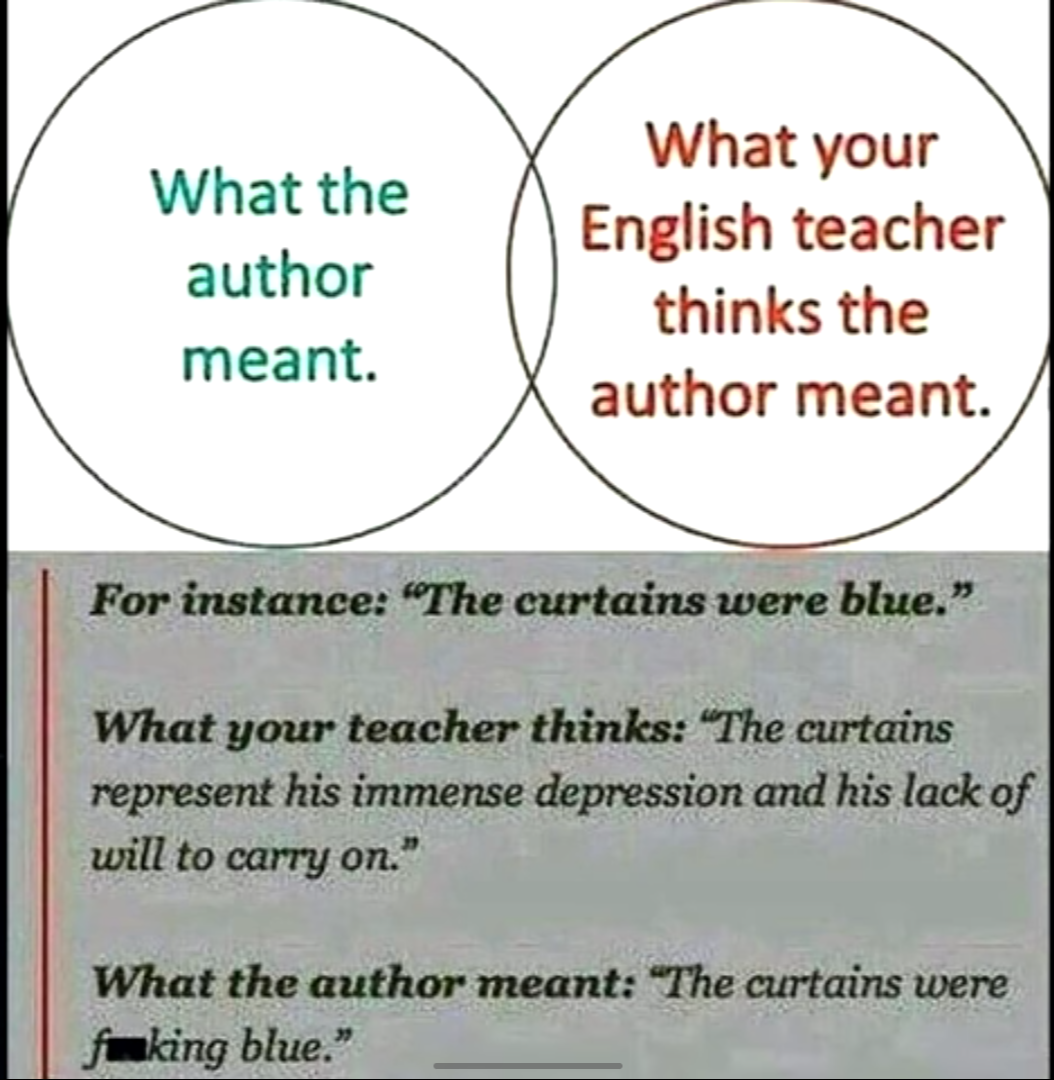 What the
author
meant.
What your
English teacher
thinks the
author meant.
For instance: “The curtains were blue.”
What your teacher thinks: “The curtains
represent his immense depression and his lack of
will to carry on.”
What the author meant: “The curtains were
f██king blue.”